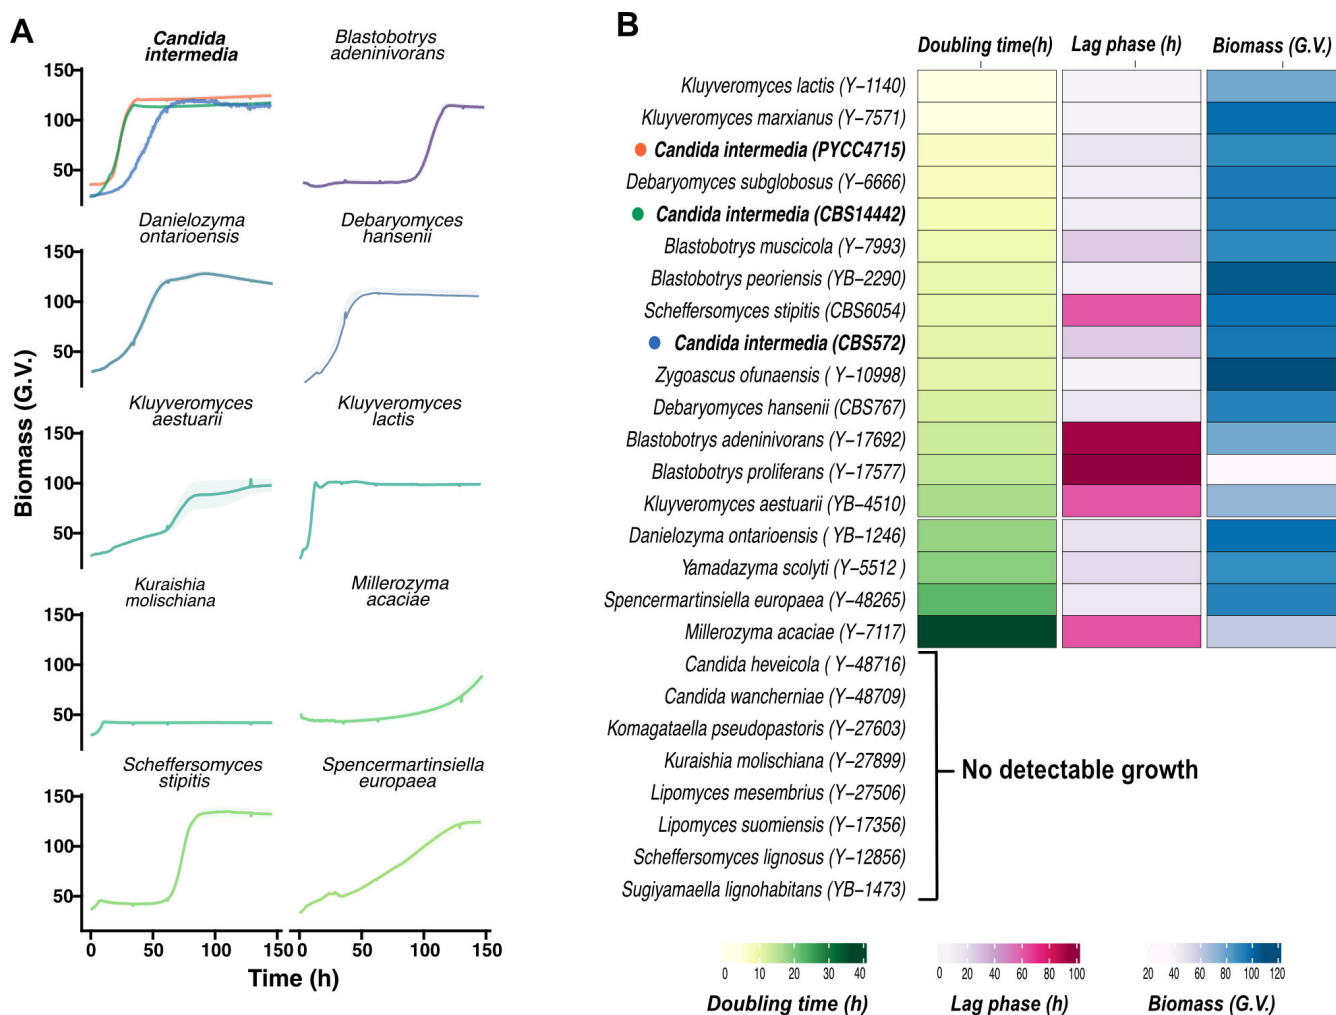 A
Candida
intermedia
Blastobotrys
adeninivorans
150
100
50
Danielozyma
ontarioensis
Debaryomyces
hansenii
150
100
50
Kluyveromyces
aestuarii
Kluyveromyces
lactis
150
100
50
Kuraishia
molischiana
Millerozyma
acaciae
150
100
50
Scheffersomyces
stipitis
Spencermartinsiella
europaea
150
100
50
0 50 100 150 0 50 100 150
Time (h)
Biomass (G.V.)
B
Doubling time(h) Lag phase (h) Biomass (G.V.)
Kluyveromyces lactis (Y−1140)
Kluyveromyces marxianus (Y−7571)
Candida intermedia (PYCC4715)
Debaryomyces subglobosus (Y−6666)
Candida intermedia (CBS14442)
Blastobotrys muscicola (Y−7993)
Blastobotrys peoriensis (YB−2290)
Scheffersomyces stipitis (CBS6054)
Candida intermedia (CBS572)
Zygoascus ofunaensis ( Y−10998)
Debaryomyces hansenii (CBS767)
Blastobotrys adeninivorans (Y−17692)
Blastobotrys proliferans (Y−17577)
Kluyveromyces aestuarii (YB−4510)
Danielozyma ontarioensis ( YB−1246)
Yamadazyma scolyti (Y−5512 )
Spencermartinsiella europaea (Y−48265)
Millerozyma acaciae (Y−7117)
Candida heveicola (Y−48716)
Candida wancherniae (Y−48709)
Komagataella pseudopastoris (Y−27603)
Kuraishia molischiana (Y−27899)
Lipomyces mesembrius (Y−27506)
Lipomyces suomiensis (Y−17356)
Scheffersomyces lignosus (Y−12856)
Sugiyamaella lignohabitans (YB−1473)
No detectable growth
0 10 20 30 40
Doubling time (h)
0 20 40 60 80 100
Lag phase (h)
20 40 60 80 100 120
Biomass (G.V.)